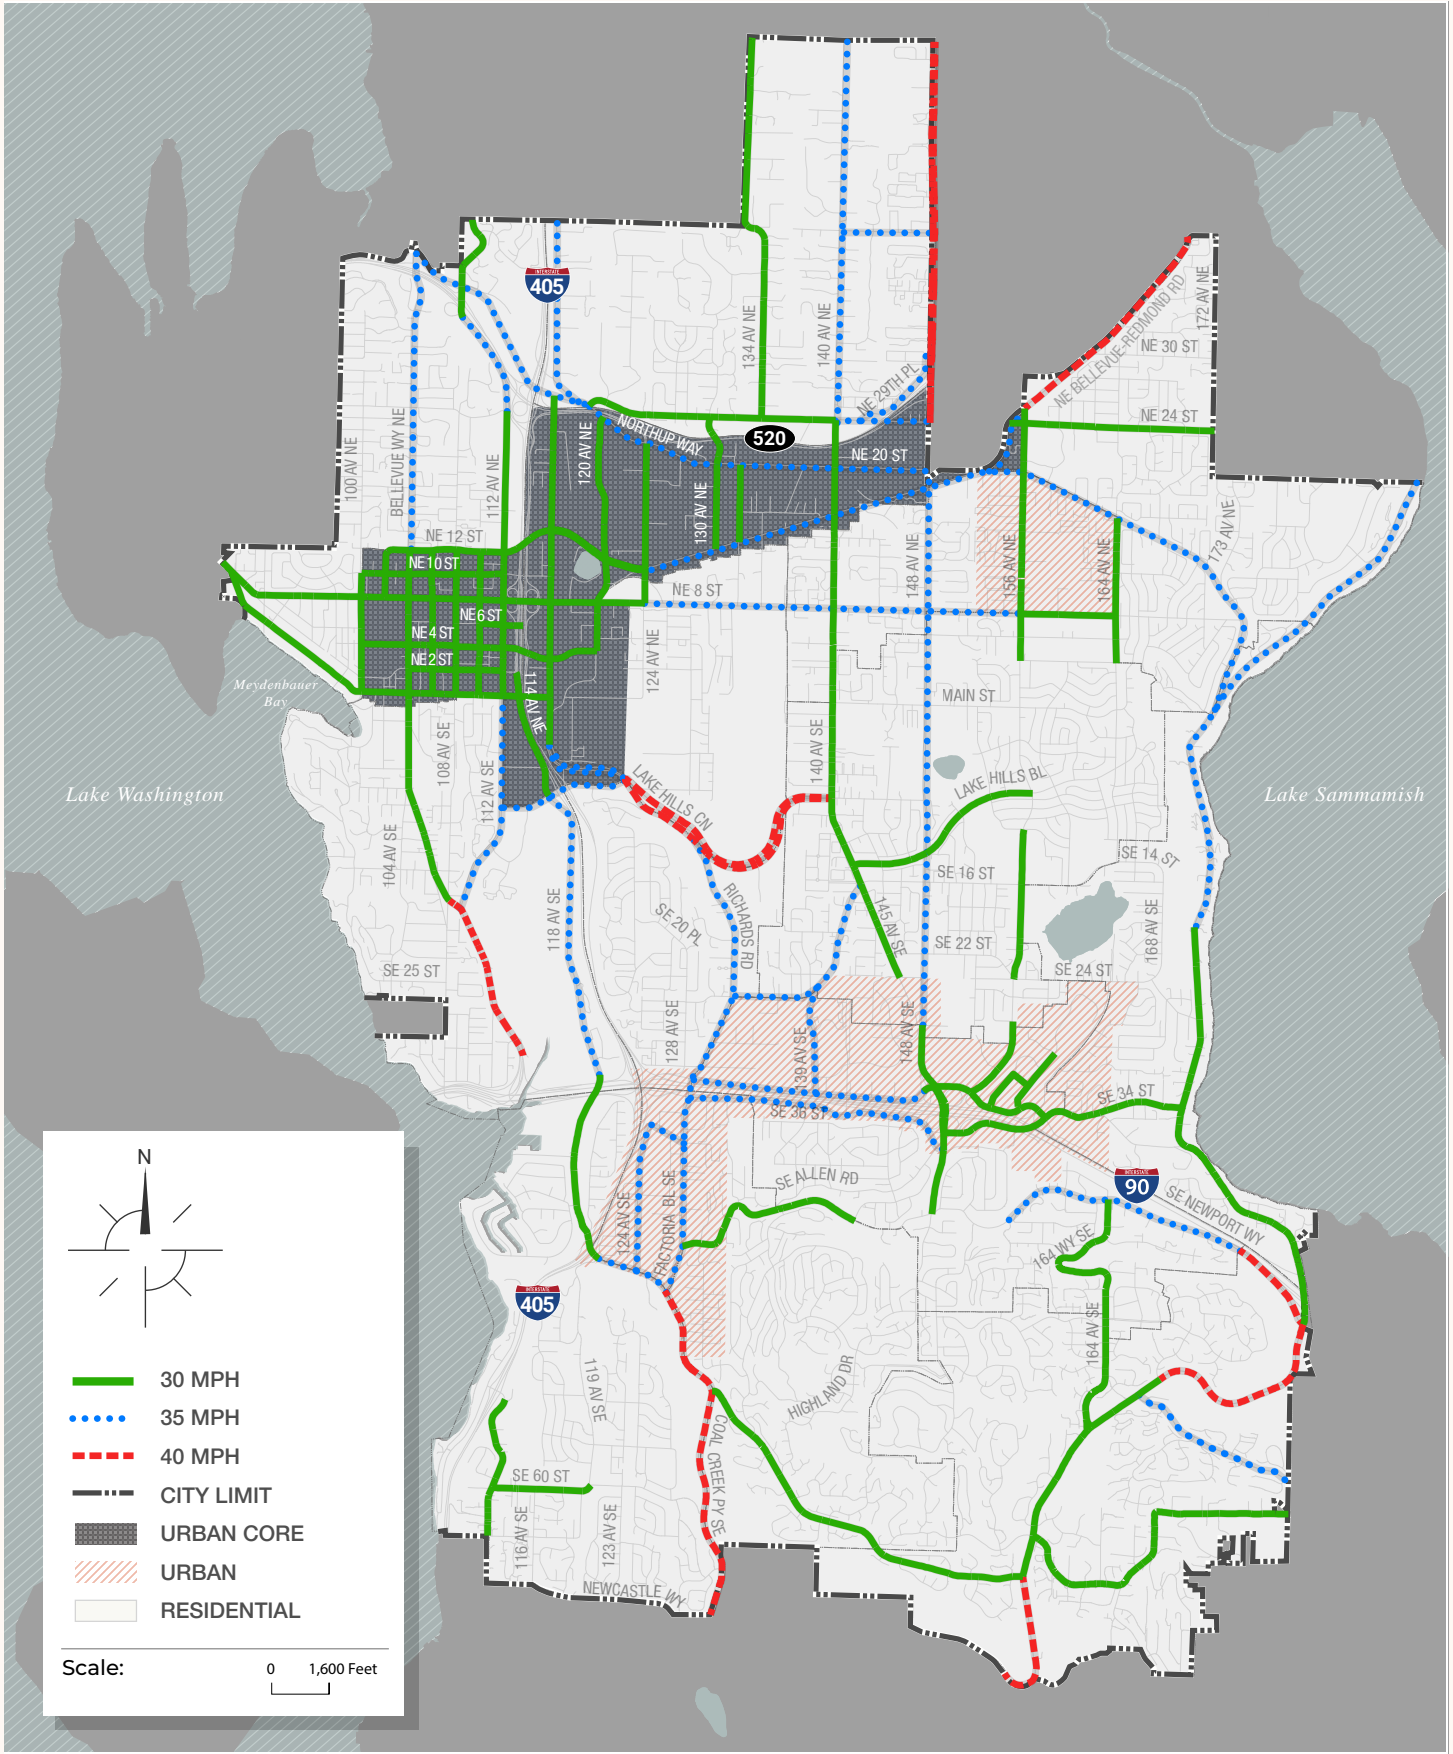 INTERSTATE
405
134 AV NE
140 AV NE
NE 29TH PL
172 AV NE
NE BELLEVUE-REDMOND RD
NE 30 ST
NE 24 ST
100 AV NE
BELLEVUE WY NE
112 AV NE
120 AV NE
NORTHUP WAY
520
NE 20 ST
130 AV NE
NE 12 ST
148 AV NE
156 AV NE
164 AV NE
173 AV NE
NE 10 ST
NE 8 ST
NE 6 ST
NE 4 ST
NE 2 ST
124 AV NE
Meydenbauer
Bay
114 AV NE
MAIN ST
108 AV SE
112 AV SE
140 AV SE
LAKE HILLS CN
LAKE HILLS BL
Lake Washington
Lake Sammamish
104 AV SE
SE 14 ST
SE 16 ST
118 AV SE
SE 20 PL
RICHARDS RD
145 AV SE
SE 22 ST
168 AV SE
SE 25 ST
SE 24 ST
128 AV SE
139 AV SE
148 AV SE
SE 36 ST
SE 34 ST
SE ALLEN RD
INTERSTATE
90
SE NEWPORT WY
124 AV SE
FACTORIA BL SE
164 WY SE
INTERSTATE
405
164 AV SE
119 AV SE
HIGHLAND DR
COAL CREEK PY SE
SE 60 ST
116 AV SE
123 AV SE
NEWCASTLE WY
N
30 MPH
35 MPH
40 MPH
CITY LIMIT
URBAN CORE
URBAN
RESIDENTIAL
Scale:
0 1,600 Feet